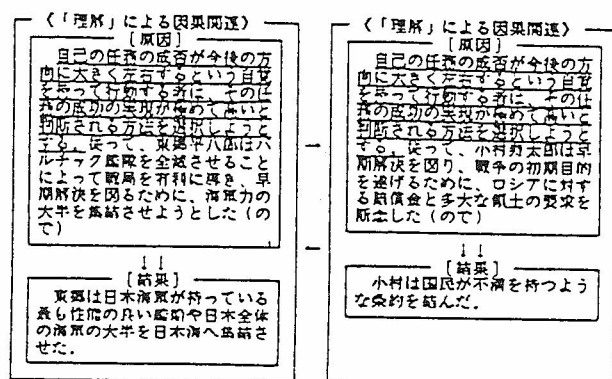 〈「理解」による因果関連〉
[原因]
自己の任務の成否が今後の方
向に大きく左右するという自覚
をもって行動する者に、その任
務の成功の実現が極めて高いと
判断される方法を選択しようと
する。従って、東郷平八郎はバ
ルチック艦隊を全滅させること
によって戦局を有利に導き、早
期解決を図るために、海軍力の
大半を集結させようとした(の
で)
↓↓
[結果]
東郷は日本海軍が持っている
最も性能の良い艦船や日本全体
の海軍の大半を日本海へ集結さ
せた。
〈「理解」による因果関連〉
[原因]
自己の任務の成否が今後の方
向に大きく左右するという自覚
をもって行動する者に、その任
務の成功の実現が極めて高いと
判断される方法を選択しようと
する。従って、小村寿太郎は早
期解決を図り、戦争の初期目的
を遂げるために、ロシアに対す
る賠償金と多大な領土の要求を
断念した(ので)
↓↓
[結果]
小村は国民が不満を持つよう
な条約を結んだ。